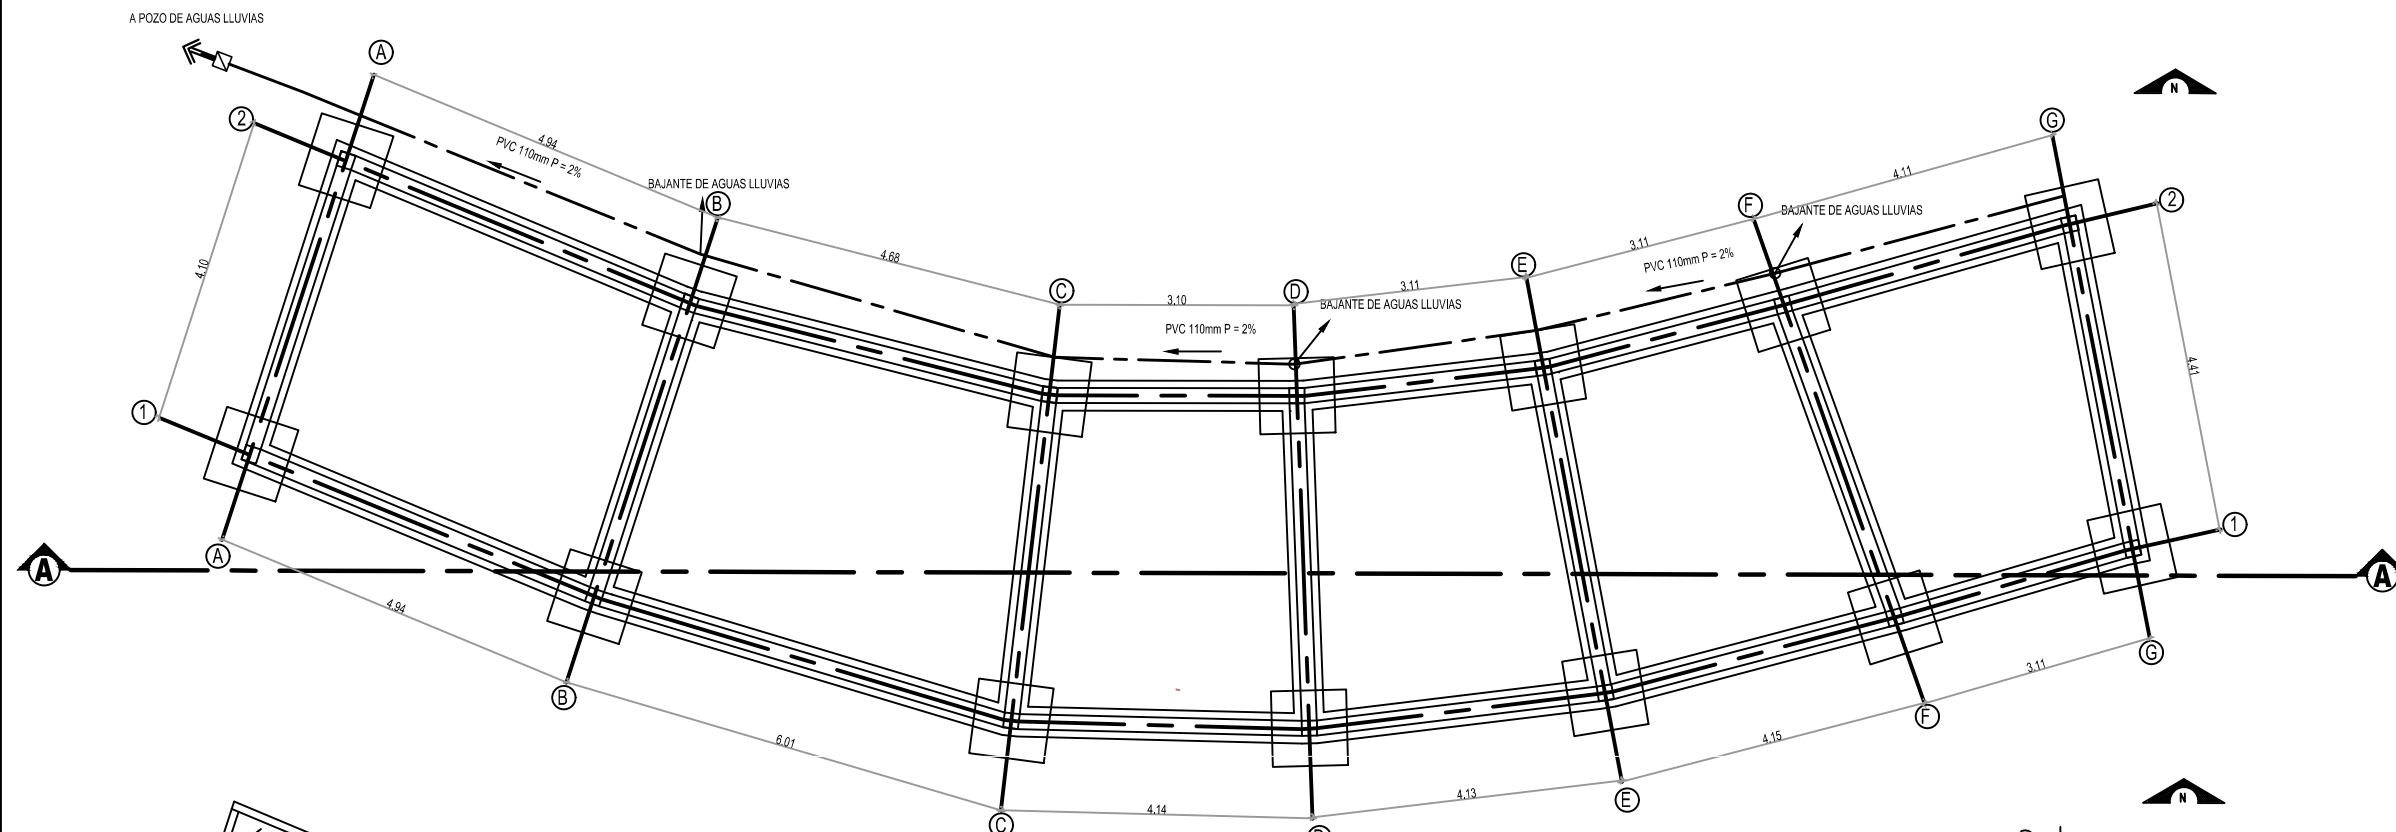 A POZO DE AGUAS LLUVIAS
A
2
4.94
PVC 110mm P = 2%
BAJANTE DE AGUAS LLUVIAS
B
4.68
C
3.10
D
3.11
BAJANTE DE AGUAS LLUVIAS
PVC 110mm P = 2%
E
3.11
PVC 110mm P = 2%
F
BAJANTE DE AGUAS LLUVIAS
4.11
G
N
2
4.10
4.41
1
1
A
A
A
4.94
B
6.01
C
4.14
D
4.13
E
4.15
F
3.11
G
N